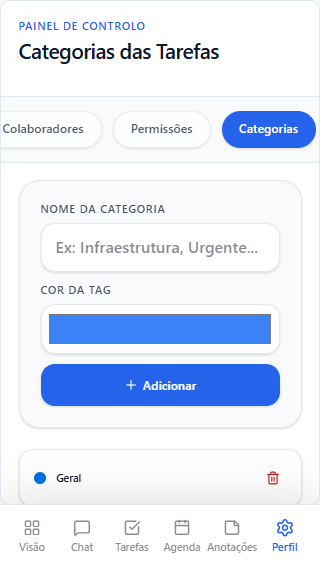 PAINEL DE CONTROLO
Categorias das Tarefas
Colaboradores Permissões Categorias
NOME DA CATEGORIA
Ex: Infraestrutura, Urgente...
COR DA TAG
+ Adicionar
Geral
Visão Chat Tarefas Agenda Anotações Perfil